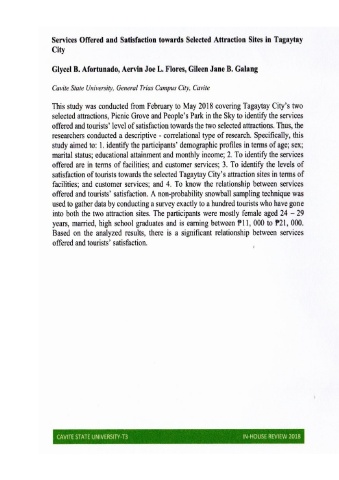 Services Offered and Satisfaction towards Selected Attraction Sites in Tagaytay
City
Glycel B. Afortunado, Aervin Joe L. Flores, Gileen Jane B. Galang
Cavite State University, General Trias Campus City, Cavite
This study was conducted from February to May 2018 covering Tagaytay City's two
selected attractions, Picnic Grove and People's Park in the Sky to identify the services
offered and tourists' level of satisfaction towards the two selected attractions. Thus, the
researchers conducted a descriptive - correlational type of research. Specifically, this
study aimed to: 1. identify the participants' demographic profiles in terms of age; sex;
marital status; educational attainment and monthly income; 2. To identify the services
offered are in terms of facilities; and customer services; 3. To identify the levels of
satisfaction of tourists towards the selected Tagaytay City's attraction sites in terms of
facilities; and customer services; and 4. To know the relationship between services
offered and tourists' satisfaction. A non-probability snowball sampling technique was
used to gather data by conducting a survey exactly to a hundred tourists who have gone
into both the two attraction sites. The participants were mostly female aged 24 – 29
years, married, high school graduates and is earning between ₱11, 000 to ₱21, 000.
Based on the analyzed results, there is a significant relationship between services
offered and tourists' satisfaction.
CAVITE STATE UNIVERSITY-T3 IN-HOUSE REVIEW 2018